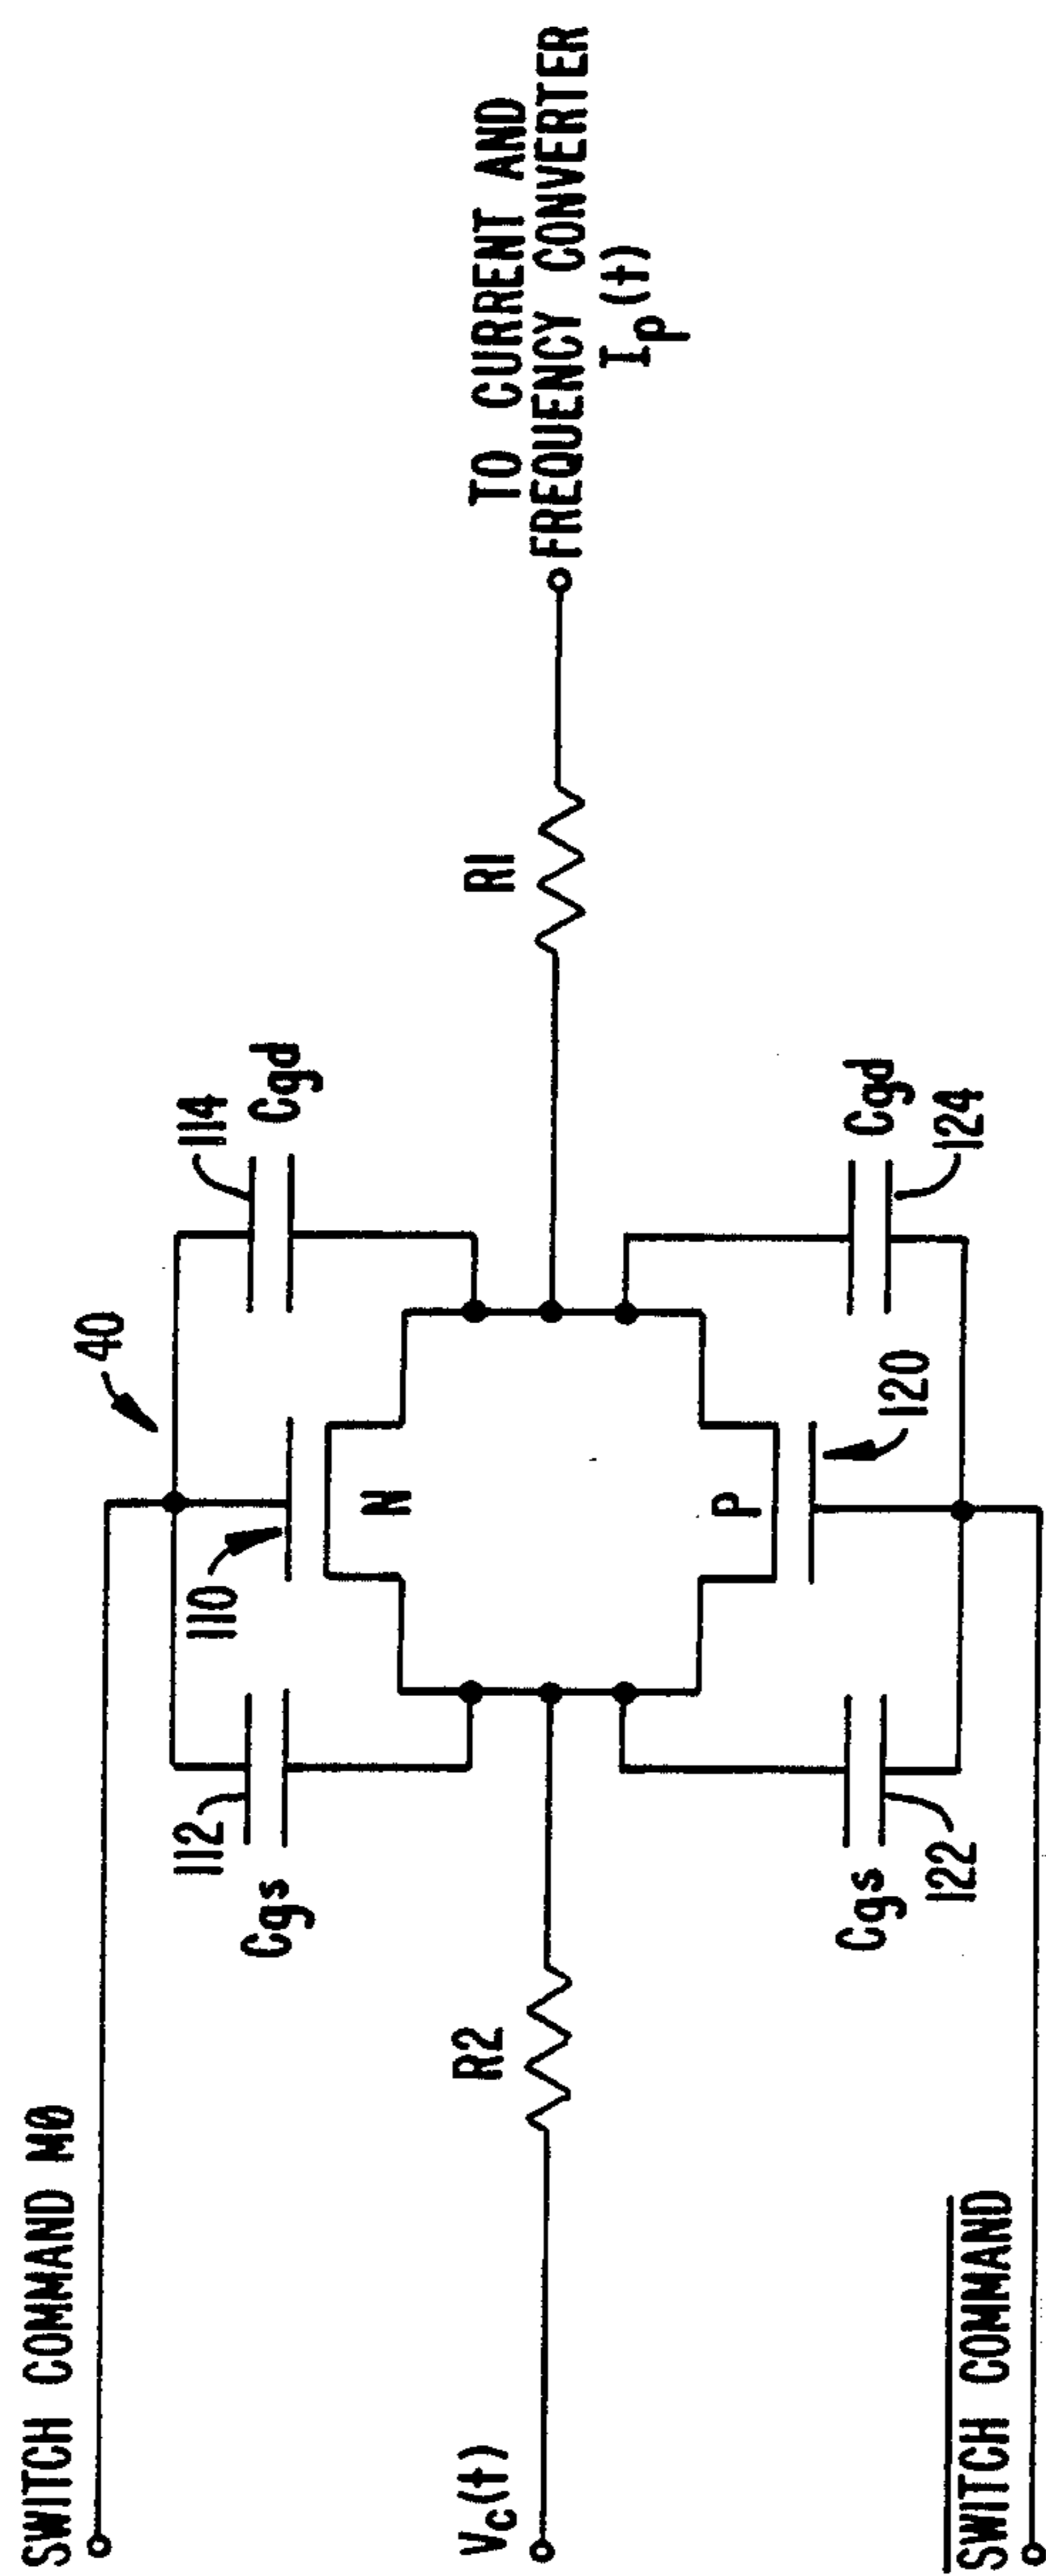 SWITCH COMMAND MØ
40
110
112
Cgs
114
Cgd
N
Vc(t)
R2
R1
TO CURRENT AND
FREQUENCY CONVERTER
Ip(t)
P
120
Cgs
122
Cgd
124
SWITCH COMMAND